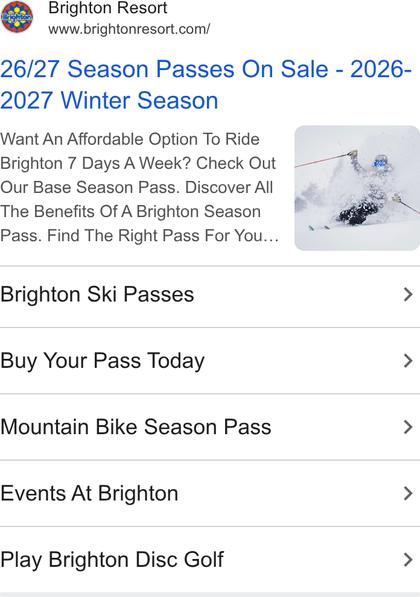 Brighton Resort
www.brightonresort.com/
26/27 Season Passes On Sale - 2026-
2027 Winter Season
Want An Affordable Option To Ride
Brighton 7 Days A Week? Check Out
Our Base Season Pass. Discover All
The Benefits Of A Brighton Season
Pass. Find The Right Pass For You...
Brighton Ski Passes
Buy Your Pass Today
Mountain Bike Season Pass
Events At Brighton
Play Brighton Disc Golf